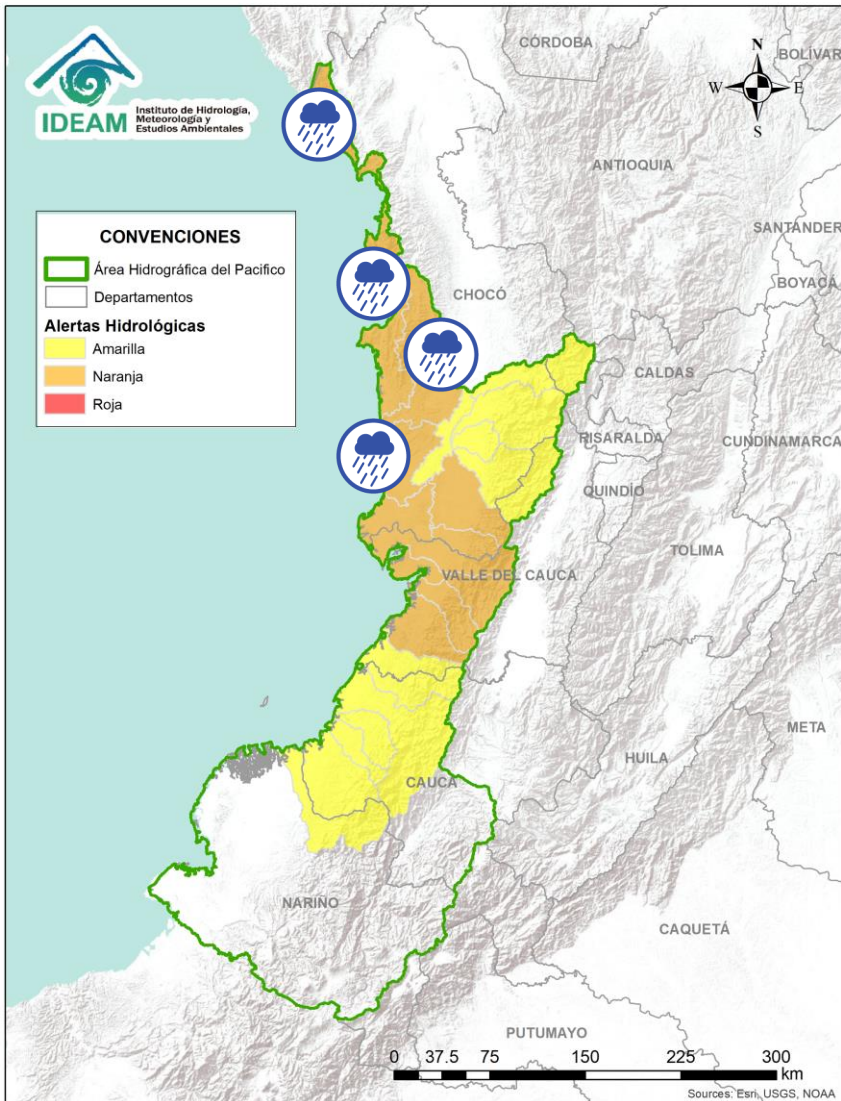 IDEAM
Instituto de Hidrología,
Meteorología y
Estudios Ambientales
CÓRDOBA
BOLÍVAR
N
W
E
S
ANTIOQUIA
SANTANDER
CONVENCIONES
Área Hidrográfica del Pacifico
Departamentos
Alertas Hidrológicas
Amarilla
Naranja
Roja
BOYACÁ
CHOCÓ
CALDAS
RISARALDA
CUNDINAMARCA
QUINDÍO
TOLIMA
VALLE DEL CAUCA
META
HUILA
CAUCA
NARIÑO
CAQUETÁ
PUTUMAYO
0 37.5 75 150 225 300
km
Sources: Esri, USGS, NOAA